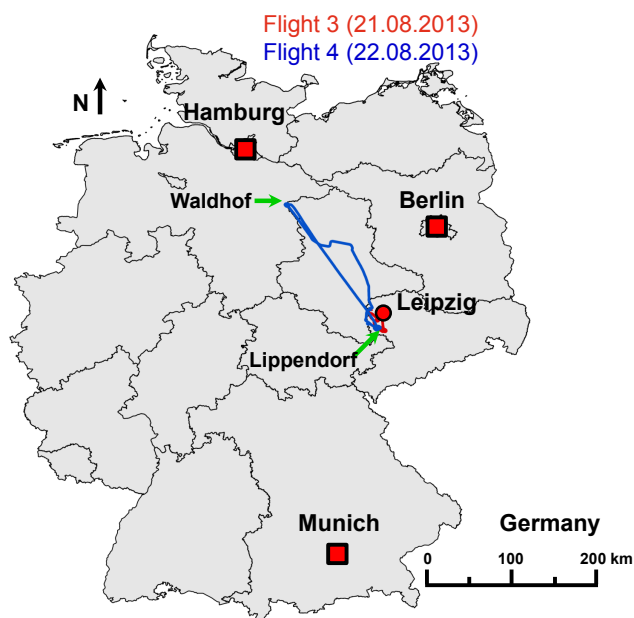 Flight 3 (21.08.2013)
Flight 4 (22.08.2013)
N
Hamburg
Waldhof
Berlin
Leipzig
Lippendorf
Munich
Germany
0 100 200 km